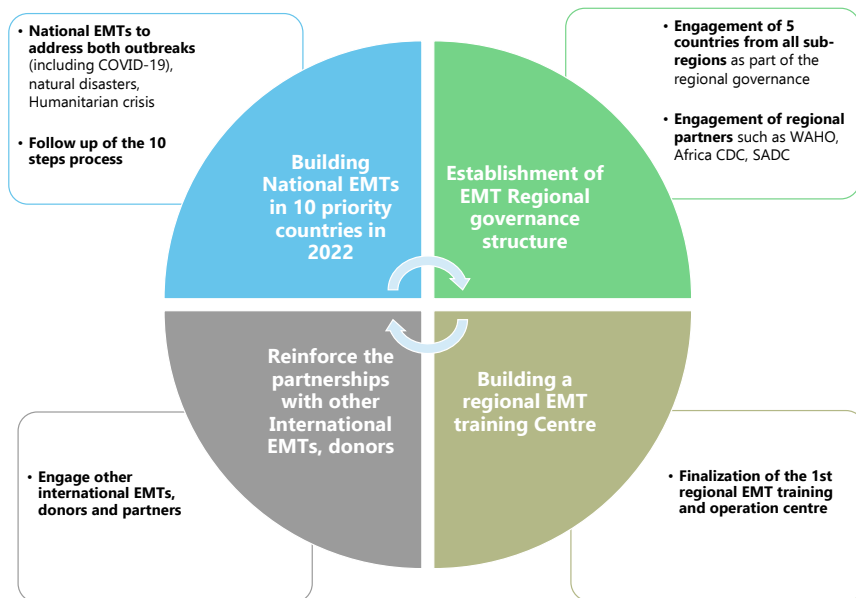 • National EMTs to
address both outbreaks
(including COVID-19),
natural disasters,
Humanitarian crisis
• Follow up of the 10
steps process
• Engagement of 5
countries from all sub-
regions as part of the
regional governance
• Engagement of regional
partners such as WAHO,
Africa CDC, SADC
Building
National EMTs
in 10 priority
countries in
2022
Establishment of
EMT Regional
governance
structure
Reinforce the
partnerships
with other
International
EMTs, donors
Building a
regional EMT
training Centre
• Engage other
international EMTs,
donors and partners
• Finalization of the 1st
regional EMT training
and operation centre